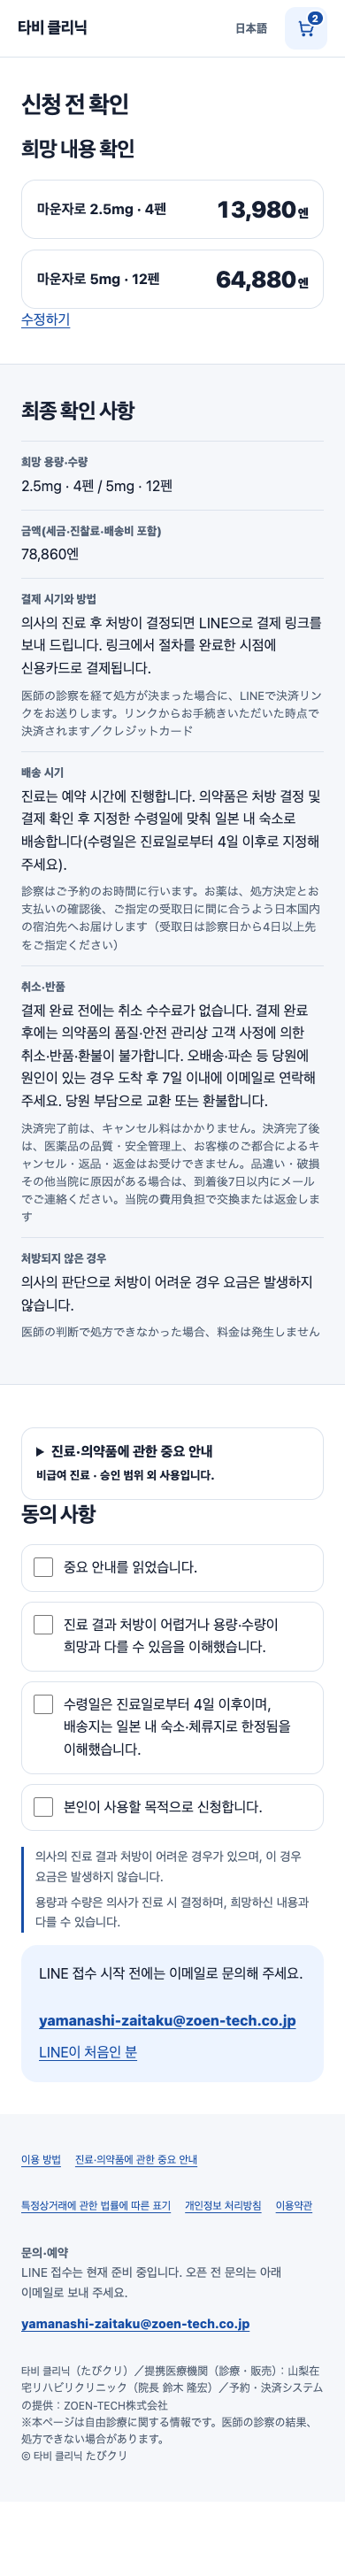 타비 클리닉
日本語
2
신청 전 확인
희망 내용 확인
마운자로 2.5mg · 4펜
13,980엔
마운자로 5mg · 12펜
64,880엔
수정하기
최종 확인 사항
희망 용량·수량
2.5mg · 4펜 / 5mg · 12펜
금액(세금·진찰료·배송비 포함)
78,860엔
결제 시기와 방법
의사의 진료 후 처방이 결정되면 LINE으로 결제 링크를
보내 드립니다. 링크에서 절차를 완료한 시점에
신용카드로 결제됩니다.
医師の診察を経て処方が決まった場合に、LINEで決済リン
クをお送りします。リンクからお手続きいただいた時点で
決済されます／クレジットカード
배송 시기
진료는 예약 시간에 진행합니다. 의약품은 처방 결정 및
결제 확인 후 지정한 수령일에 맞춰 일본 내 숙소로
배송합니다(수령일은 진료일로부터 4일 이후로 지정해
주세요).
診察はご予約のお時間に行います。お薬は、処方決定とお
支払いの確認後、ご指定の受取日に間に合うよう日本国内
の宿泊先へお届けします（受取日は診察日から4日以上先
をご指定ください）
취소·반품
결제 완료 전에는 취소 수수료가 없습니다. 결제 완료
후에는 의약품의 품질·안전 관리상 고객 사정에 의한
취소·반품·환불이 불가합니다. 오배송·파손 등 당원에
원인이 있는 경우 도착 후 7일 이내에 이메일로 연락해
주세요. 당원 부담으로 교환 또는 환불합니다.
決済完了前は、キャンセル料はかかりません。決済完了後
は、医薬品の品質・安全管理上、お客様のご都合によるキ
ャンセル・返品・返金はお受けできません。品違い・破損
その他当院に原因がある場合は、到着後7日以内にメール
でご連絡ください。当院の費用負担で交換または返金しま
す
처방되지 않은 경우
의사의 판단으로 처방이 어려운 경우 요금은 발생하지
않습니다.
医師の判断で処方できなかった場合、料金は発生しません
▶ 진료·의약품에 관한 중요 안내
비급여 진료 · 승인 범위 외 사용입니다.
동의 사항
중요 안내를 읽었습니다.
진료 결과 처방이 어렵거나 용량·수량이
희망과 다를 수 있음을 이해했습니다.
수령일은 진료일로부터 4일 이후이며,
배송지는 일본 내 숙소·체류지로 한정됨을
이해했습니다.
본인이 사용할 목적으로 신청합니다.
의사의 진료 결과 처방이 어려운 경우가 있으며, 이 경우
요금은 발생하지 않습니다.
용량과 수량은 의사가 진료 시 결정하며, 희망하신 내용과
다를 수 있습니다.
LINE 접수 시작 전에는 이메일로 문의해 주세요.
yamanashi-zaitaku@zoen-tech.co.jp
LINE이 처음인 분
이용 방법 진료·의약품에 관한 중요 안내
특정상거래에 관한 법률에 따른 표기 개인정보 처리방침 이용약관
문의·예약
LINE 접수는 현재 준비 중입니다. 오픈 전 문의는 아래
이메일로 보내 주세요.
yamanashi-zaitaku@zoen-tech.co.jp
타비 클리닉（たびクリ）／提携医療機関（診療・販売）：山梨在
宅リハビリクリニック（院長 鈴木 隆宏）／予約・決済システム
の提供：ZOEN-TECH株式会社
※本ページは自由診療に関する情報です。医師の診察の結果、
処方できない場合があります。
© 타비 클리닉 たびクリ